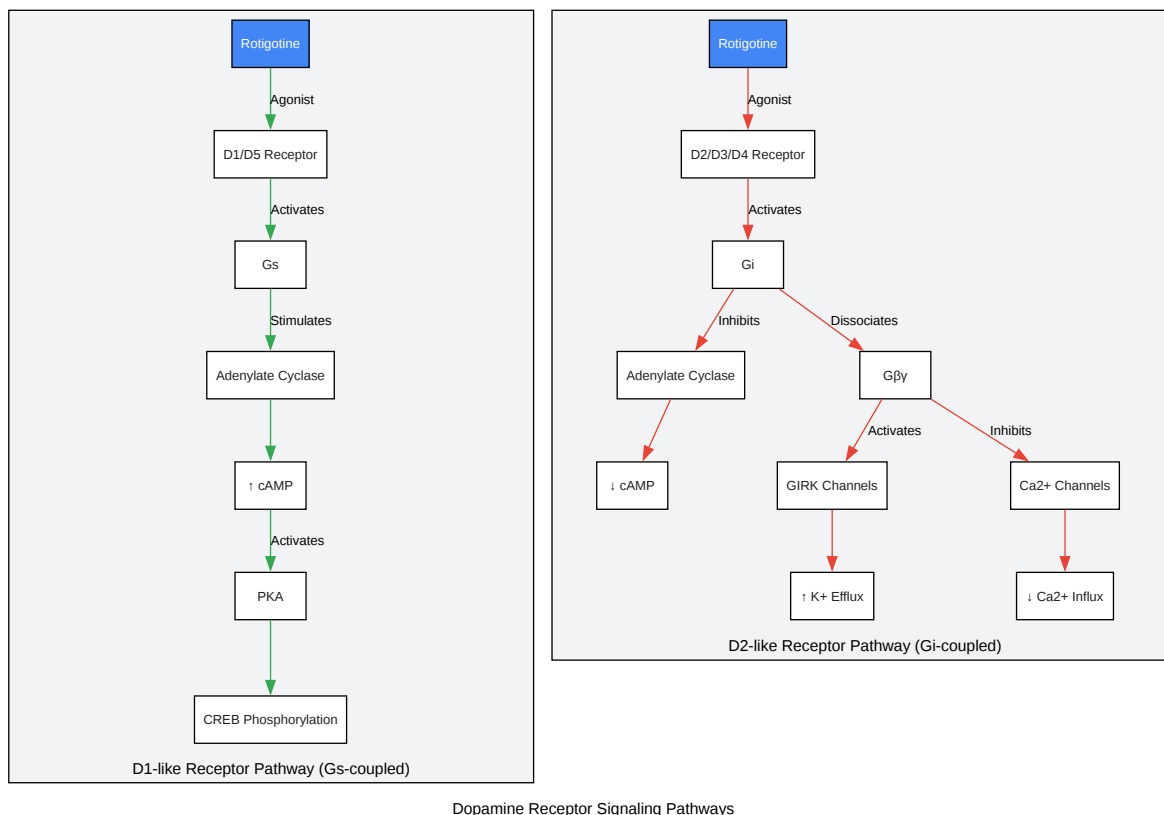 Rotigotine
Agonist
D1/D5 Receptor
Activates
Gs
Stimulates
Adenylate Cyclase
↑ cAMP
Activates
PKA
CREB Phosphorylation
D1-like Receptor Pathway (Gs-coupled)
Rotigotine
Agonist
D2/D3/D4 Receptor
Activates
Gi
Inhibits
Dissociates
Adenylate Cyclase
Gβγ
Activates
Inhibits
↓ cAMP
GIRK Channels
Ca2+ Channels
↑ K+ Efflux
↓ Ca2+ Influx
D2-like Receptor Pathway (Gi-coupled)
Dopamine Receptor Signaling Pathways